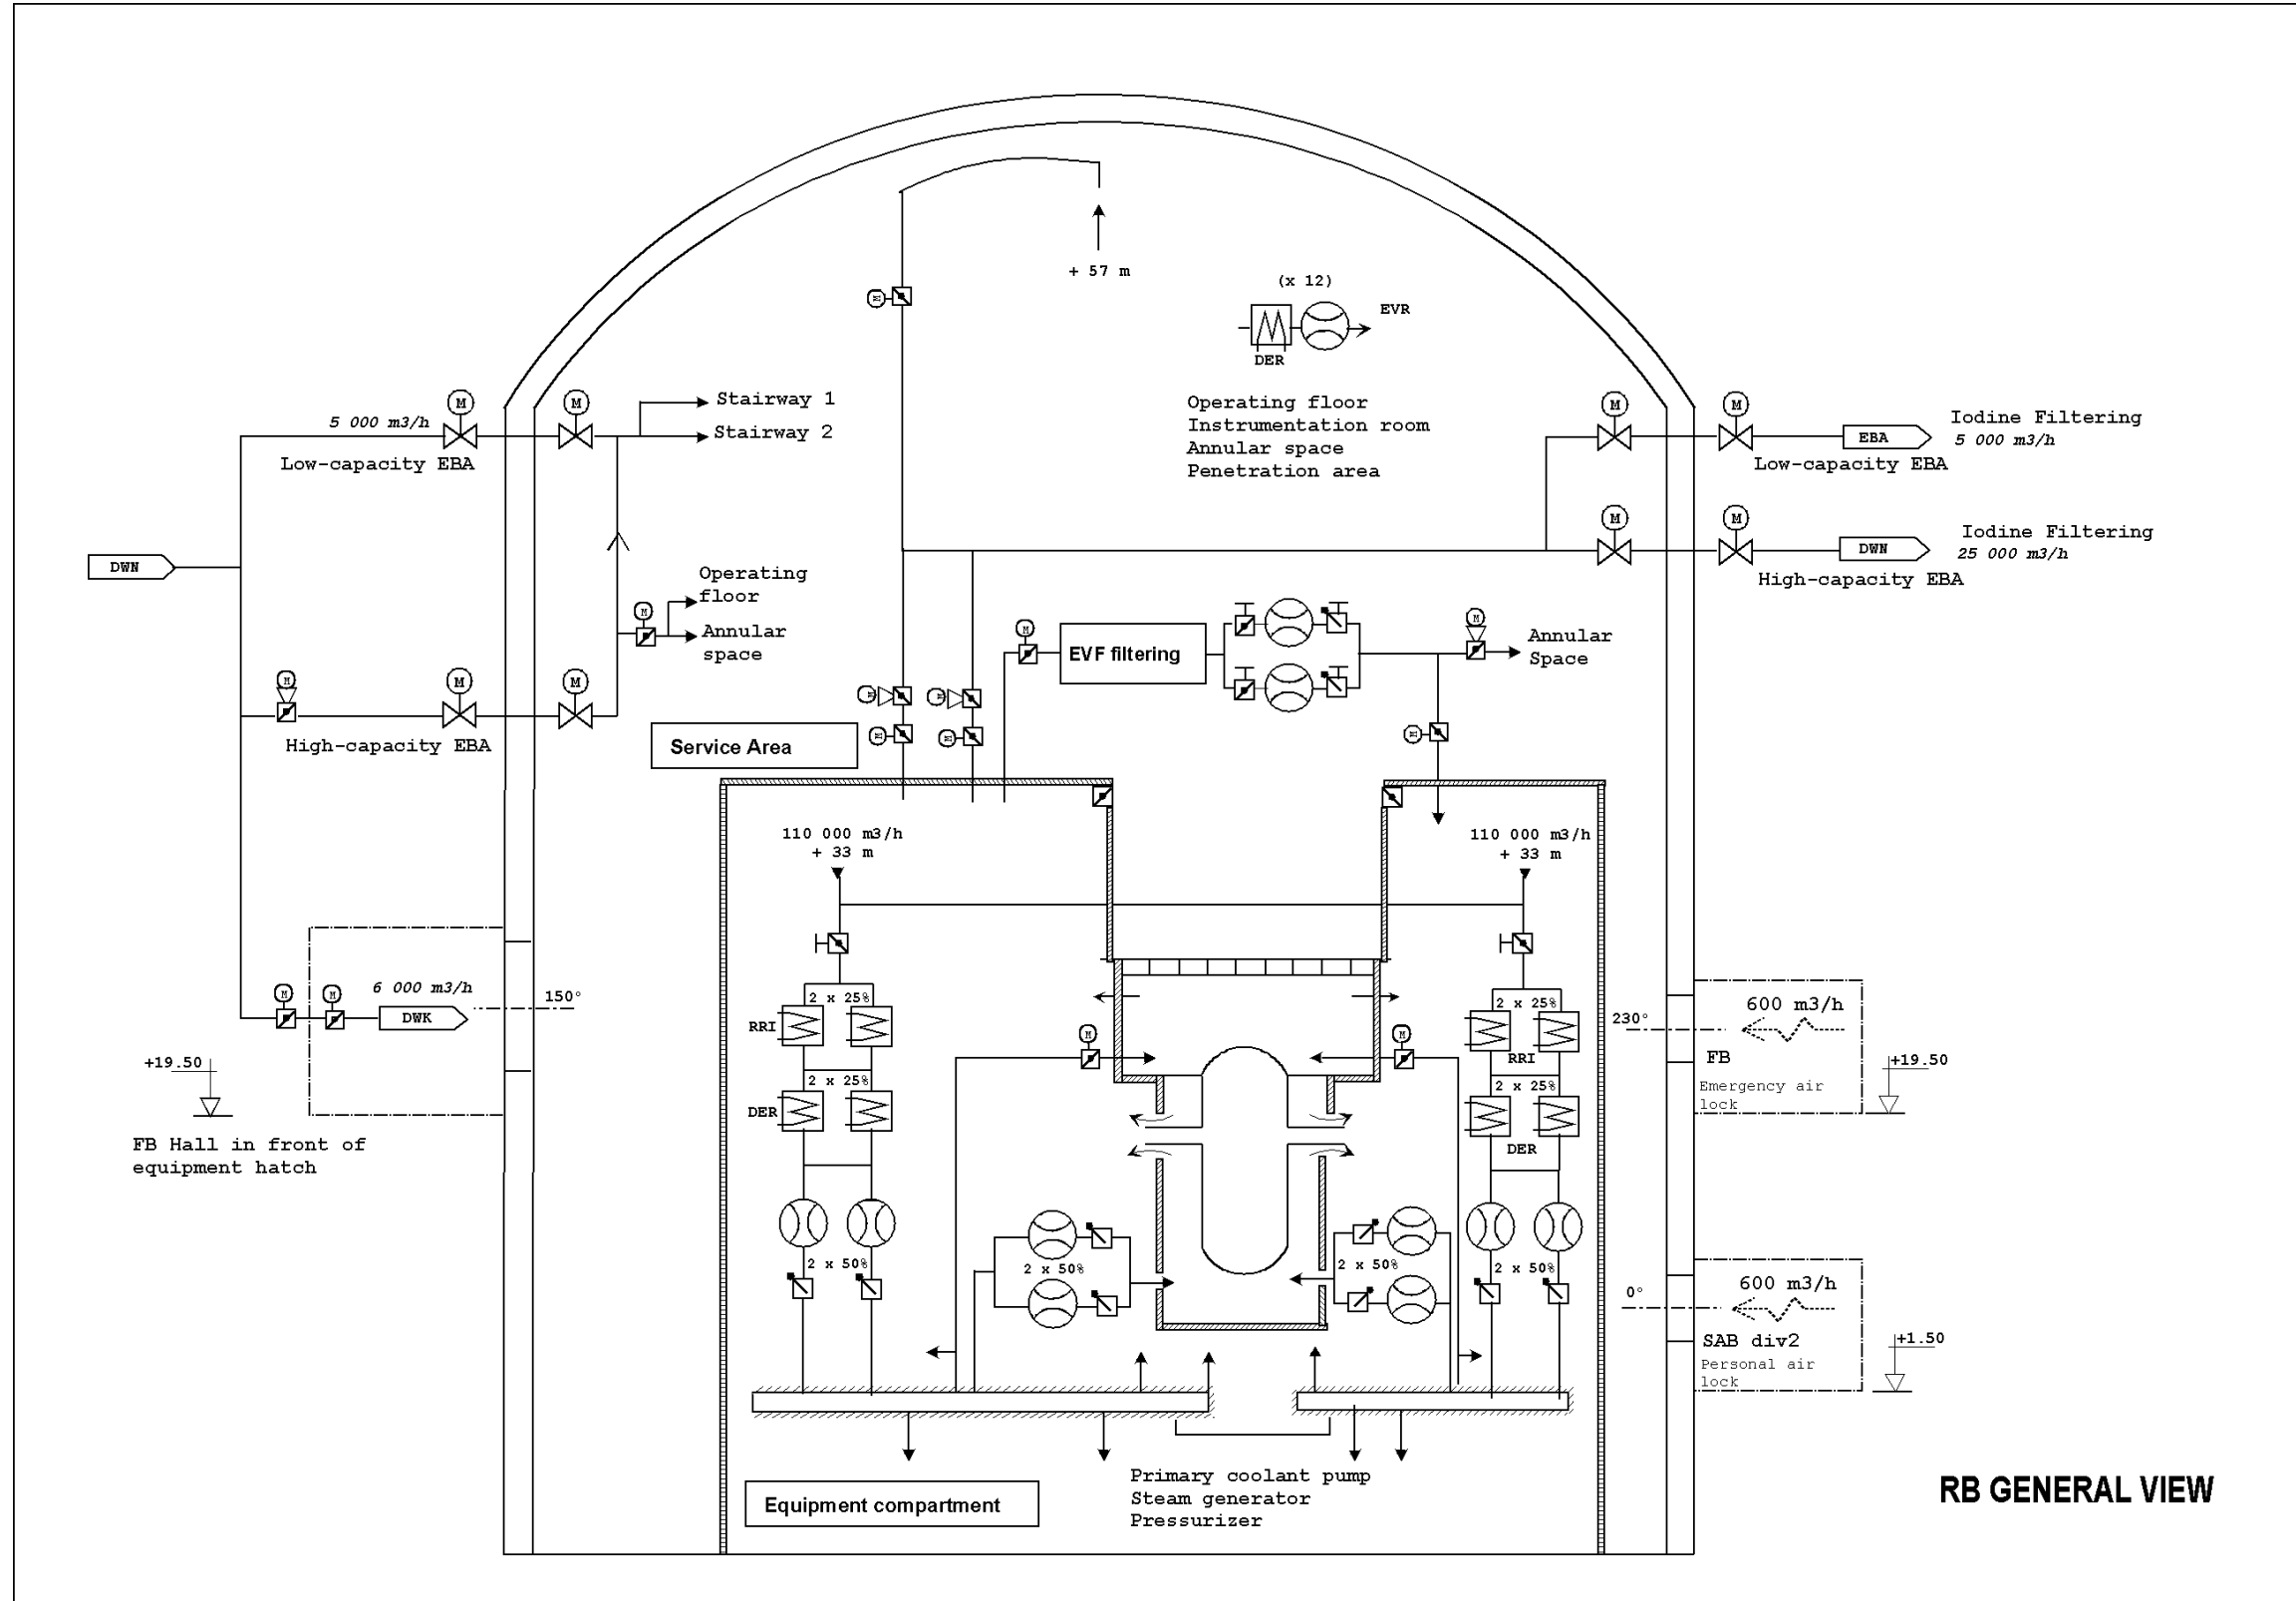 + 57 m
(x 12)
EVR
DER
Operating floor
Instrumentation room
Annular space
Penetration area
M
M
M
Stairway 1
Stairway 2
5 000 m3/h
Low-capacity EBA
M
M
Iodine Filtering
EBA
5 000 m3/h
Low-capacity EBA
M
M
Iodine Filtering
DWN
25 000 m3/h
High-capacity EBA
DWN
Operating
floor
M
Annular
space
M
M
M
High-capacity EBA
M
EVF filtering
M
Annular
Space
M
M
M
M
M
Service Area
110 000 m3/h
+ 33 m
110 000 m3/h
+ 33 m
M
M
6 000 m3/h
DWK
150°
+19.50
FB Hall in front of
equipment hatch
2 x 25%
RRI
2 x 25%
DER
2 x 50%
M
M
2 x 50%
2 x 50%
2 x 25%
RRI
2 x 25%
DER
2 x 50%
230°
600 m3/h
FB
Emergency air
lock
+19.50
0°
600 m3/h
SAB div2
Personal air
lock
+1.50
Equipment compartment
Primary coolant pump
Steam generator
Pressurizer
RB GENERAL VIEW